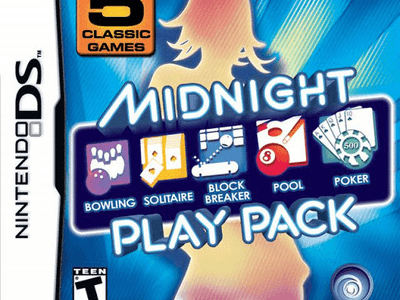 5
CLASSIC
GAMES
NINTENDO DS
MIDNIGHT
BOWLING
SOLITAIRE
BLOCK
BREAKER
POOL
POKER
8
500
PLAY PACK
TEEN
T